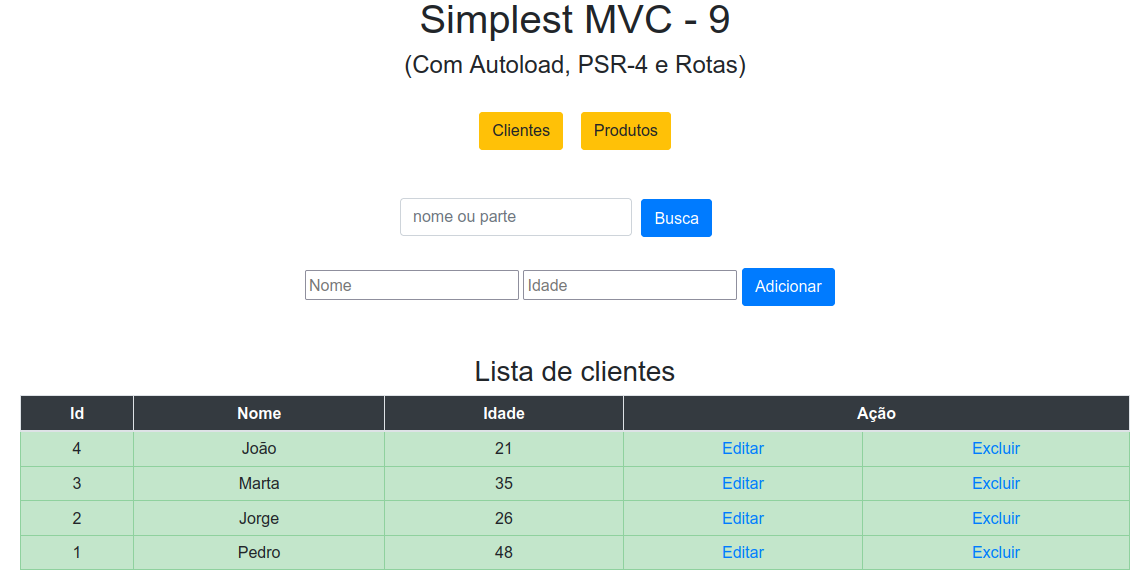 Simplest MVC - 9
(Com Autoload, PSR-4 e Rotas)
Clientes Produtos
nome ou parte Busca
Nome Idade Adicionar
Lista de clientes
Id Nome Idade Ação
4 João 21 Editar Excluir
3 Marta 35 Editar Excluir
2 Jorge 26 Editar Excluir
1 Pedro 48 Editar Excluir